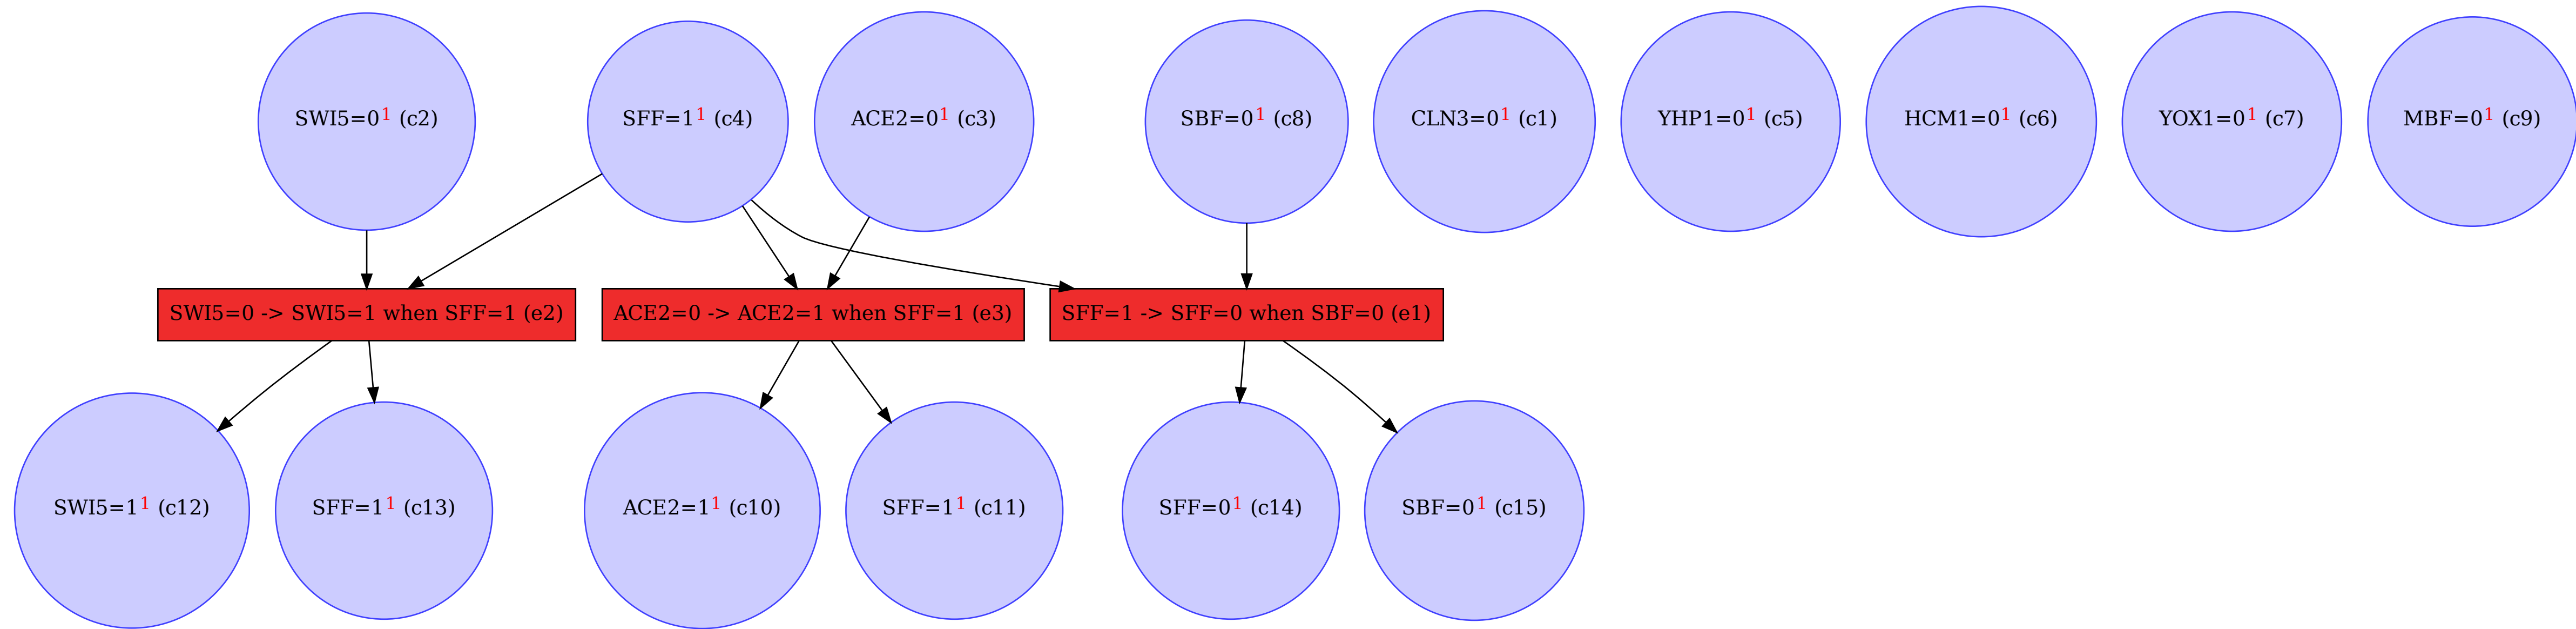 SWI5=0¹ (c2)
SFF=1¹ (c4)
ACE2=0¹ (c3)
SBF=0¹ (c8)
CLN3=0¹ (c1)
YHP1=0¹ (c5)
HCM1=0¹ (c6)
YOX1=0¹ (c7)
MBF=0¹ (c9)
SWI5=0 -> SWI5=1 when SFF=1 (e2)
ACE2=0 -> ACE2=1 when SFF=1 (e3)
SFF=1 -> SFF=0 when SBF=0 (e1)
SWI5=1¹ (c12)
SFF=1¹ (c13)
ACE2=1¹ (c10)
SFF=1¹ (c11)
SFF=0¹ (c14)
SBF=0¹ (c15)